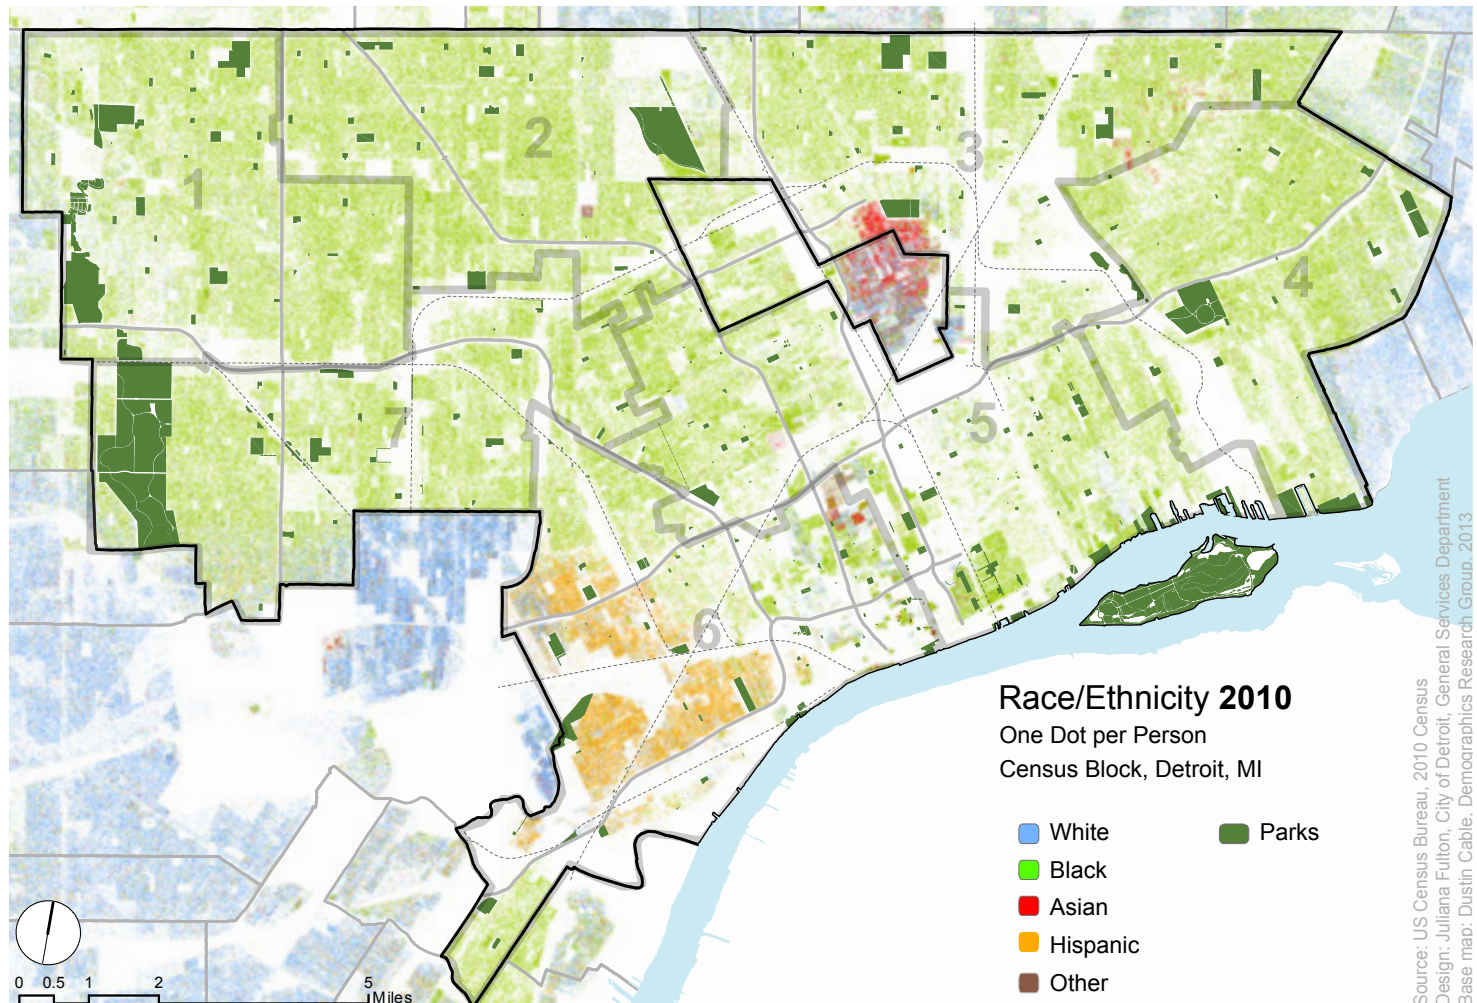 1
2
3
4
5
6
7
Race/Ethnicity 2010
One Dot per Person
Census Block, Detroit, MI
White
Black
Asian
Hispanic
Other
Parks
0 0.5 1 2 5
Miles
Source: US Census Bureau, 2010 Census
Design: Juliana Fulton, City of Detroit, General Services Department
Base map: Dustin Cable, Demographics Research Group, 2013